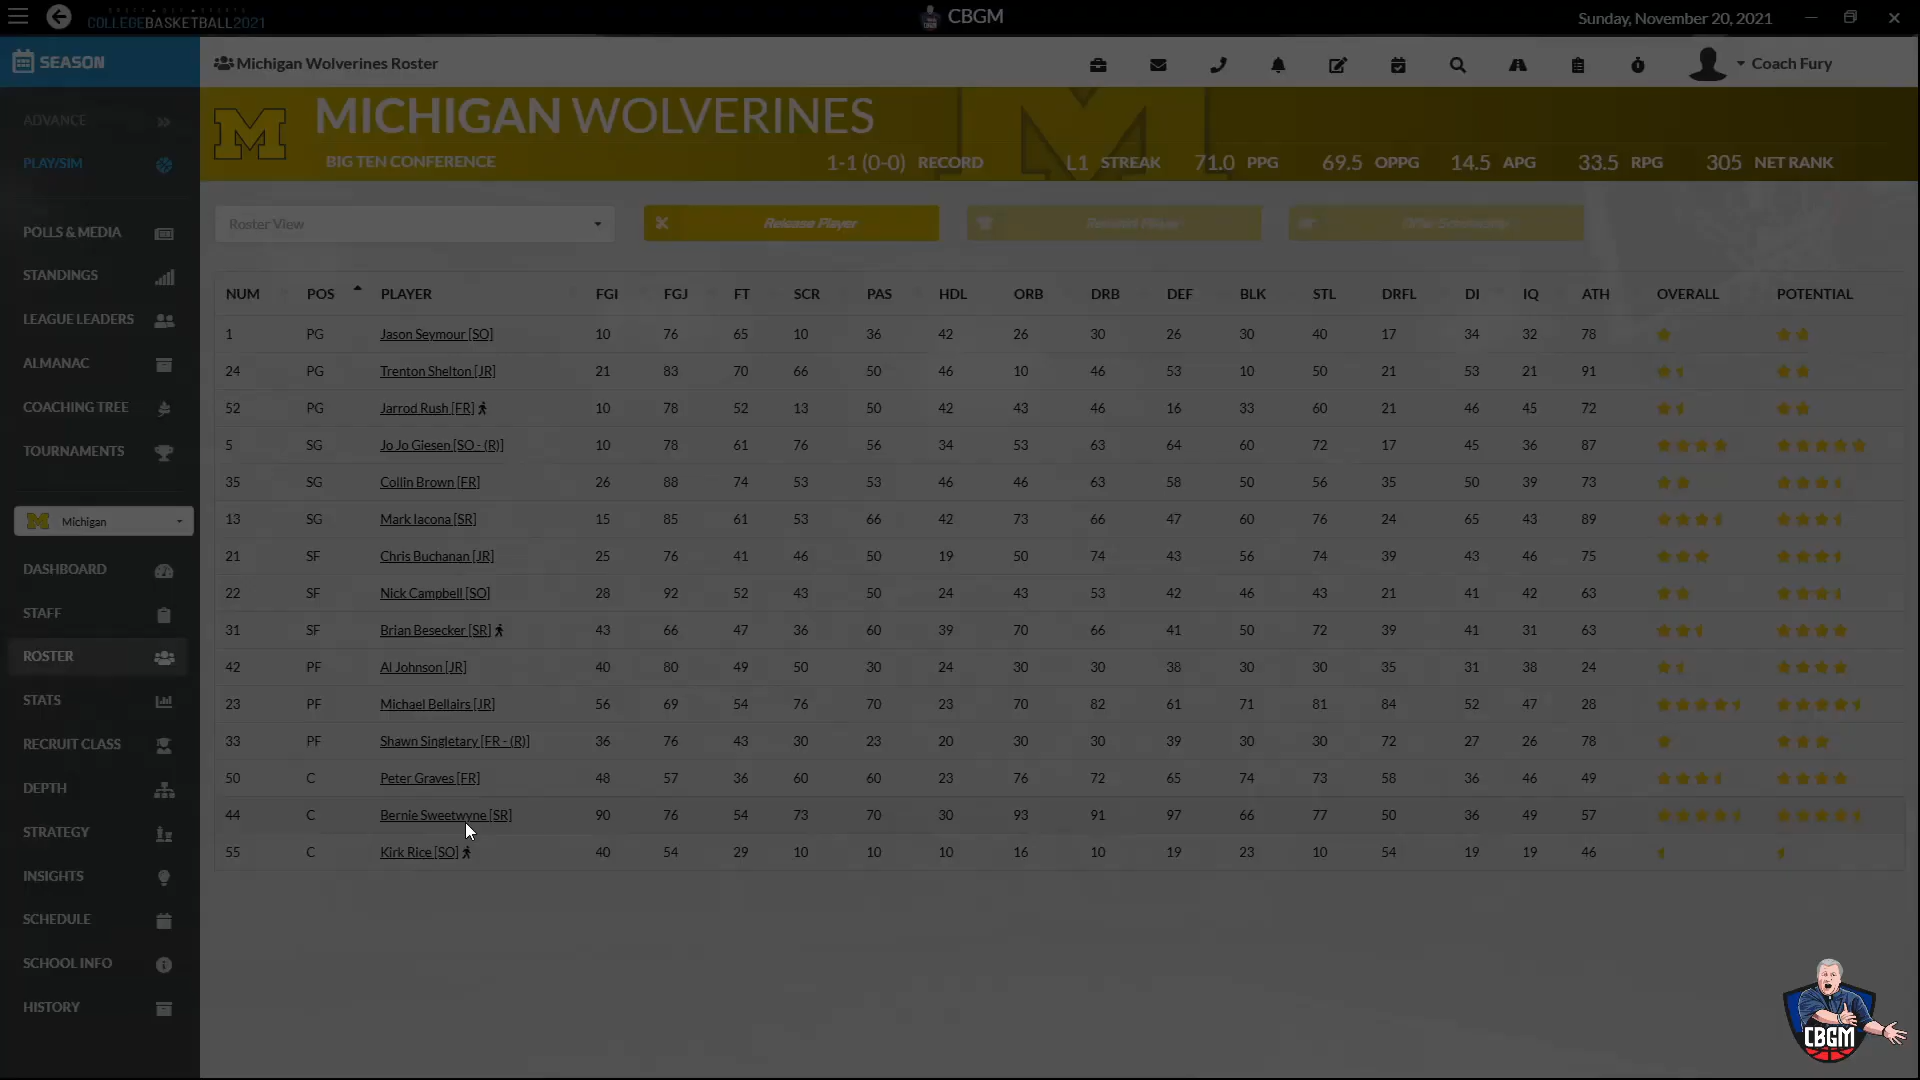 COLLEGEBASKETBALL2021
CBGM
Sunday, November 20, 2021
SEASON
Michigan Wolverines Roster
Coach Fury
ADVANCE
PLAY/SIM
POLLS & MEDIA
STANDINGS
LEAGUE LEADERS
ALMANAC
COACHING TREE
TOURNAMENTS
Michigan
DASHBOARD
STAFF
ROSTER
STATS
RECRUIT CLASS
DEPTH
STRATEGY
INSIGHTS
SCHEDULE
SCHOOL INFO
HISTORY
MICHIGAN WOLVERINES
BIG TEN CONFERENCE 1-1 (0-0) RECORD L1 STREAK 71.0 PPG 69.5 OPPG 14.5 APG 33.5 RPG 305 NET RANK
Roster View Release Player
NUM POS PLAYER FGI FGJ FT SCR PAS HDL ORB DRB DEF BLK STL DRFL DI IQ ATH OVERALL POTENTIAL
1 PG Jason Seymour [SO] 10 76 65 10 36 42 26 30 26 30 40 17 34 32 78
24 PG Trenton Shelton [JR] 21 83 70 66 50 46 10 46 53 10 50 21 53 21 91
52 PG Jarrod Rush [FR] 10 78 52 13 50 42 43 46 16 33 60 21 46 45 72
5 SG Jo Jo Giesen [SO - (R)] 10 78 61 76 56 34 53 63 64 60 72 17 45 36 87
35 SG Collin Brown [FR] 26 88 74 53 53 46 46 63 58 50 56 35 50 39 73
13 SG Mark Iacona [SR] 15 85 61 53 66 42 73 66 47 60 76 24 65 43 89
21 SF Chris Buchanan [JR] 25 76 41 46 50 19 50 74 43 56 74 39 43 46 75
22 SF Nick Campbell [SO] 28 92 52 43 50 24 43 53 42 46 43 21 41 42 63
31 SF Brian Besecker [SR] 43 66 47 36 60 39 70 66 41 50 72 39 41 31 63
42 PF Al Johnson [JR] 40 80 49 50 30 24 30 30 38 30 30 35 31 38 24
23 PF Michael Bellairs [JR] 56 69 54 76 70 23 70 82 61 71 81 84 52 47 28
33 PF Shawn Singletary [FR - (R)] 36 76 43 30 23 20 30 30 39 30 30 72 27 26 78
50 C Peter Graves [FR] 48 57 36 60 60 23 76 72 65 74 73 58 36 46 49
44 C Bernie Sweetwyne [SR] 90 76 54 73 70 30 93 91 97 66 77 50 36 49 57
55 C Kirk Rice [SO] 40 54 29 10 10 10 16 10 19 23 10 54 19 19 46
CBGM